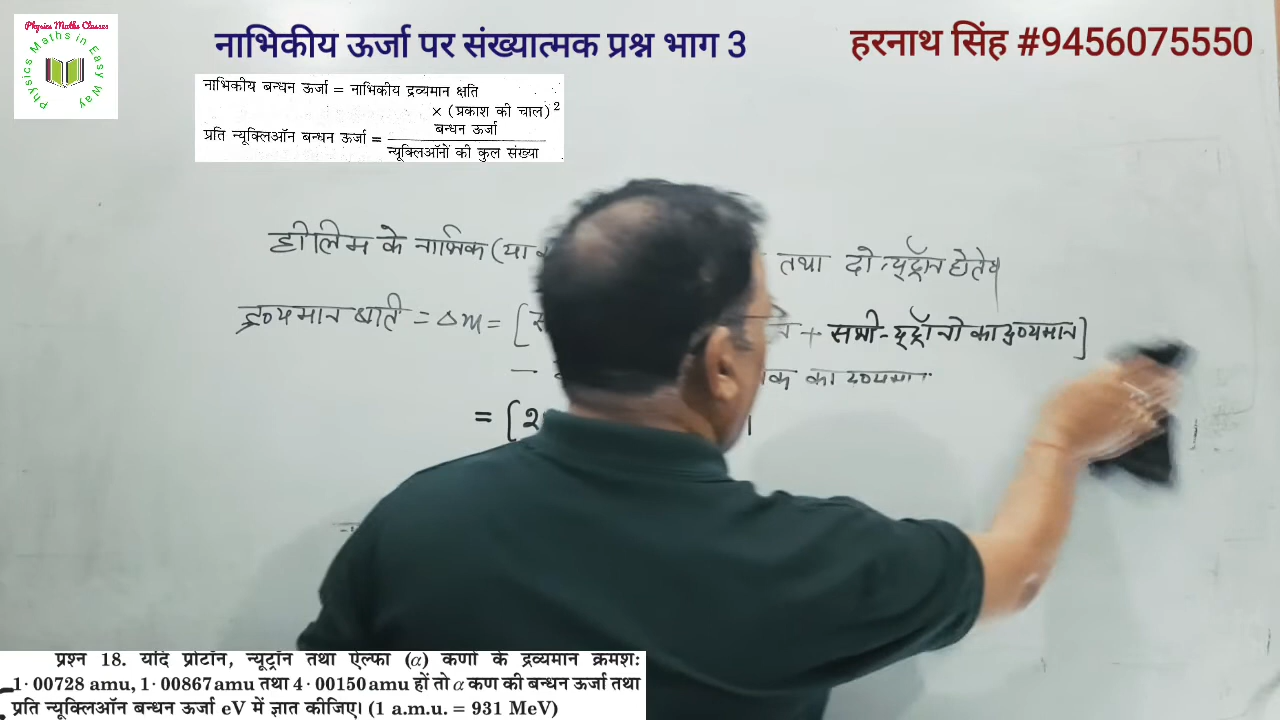 Physics Maths Classes
Physics Maths in Easy Way
नाभिकीय ऊर्जा पर संख्यात्मक प्रश्न भाग 3
हरनाथ सिंह #9456075550
नाभिकीय बन्धन ऊर्जा = नाभिकीय द्रव्यमान क्षति
× (प्रकाश की चाल)²
प्रति न्यूक्लिऑन बन्धन ऊर्जा = बन्धन ऊर्जा
न्यूक्लिऑनों की कुल संख्या
हीलियम के नाभिक (या तथा दो न्यूट्रॉन होते हैं
द्रव्यमान क्षति = Δm = [ + सभी न्यूट्रॉनों का द्रव्यमान]
− का द्रव्यमान
= [2
प्रश्न 18. यदि प्रोटॉन, न्यूट्रॉन तथा ऐल्फा (α) कणों के द्रव्यमान क्रमशः
1·00728 amu, 1·00867 amu तथा 4·00150 amu हों तो α कण की बन्धन ऊर्जा तथा
प्रति न्यूक्लिऑन बन्धन ऊर्जा eV में ज्ञात कीजिए। (1 a.m.u. = 931 MeV)